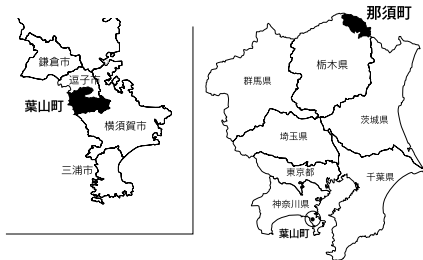 鎌倉市
逗子市
葉山町
横須賀市
三浦市
那須町
栃木県
群馬県
茨城県
埼玉県
東京都
千葉県
神奈川県
葉山町